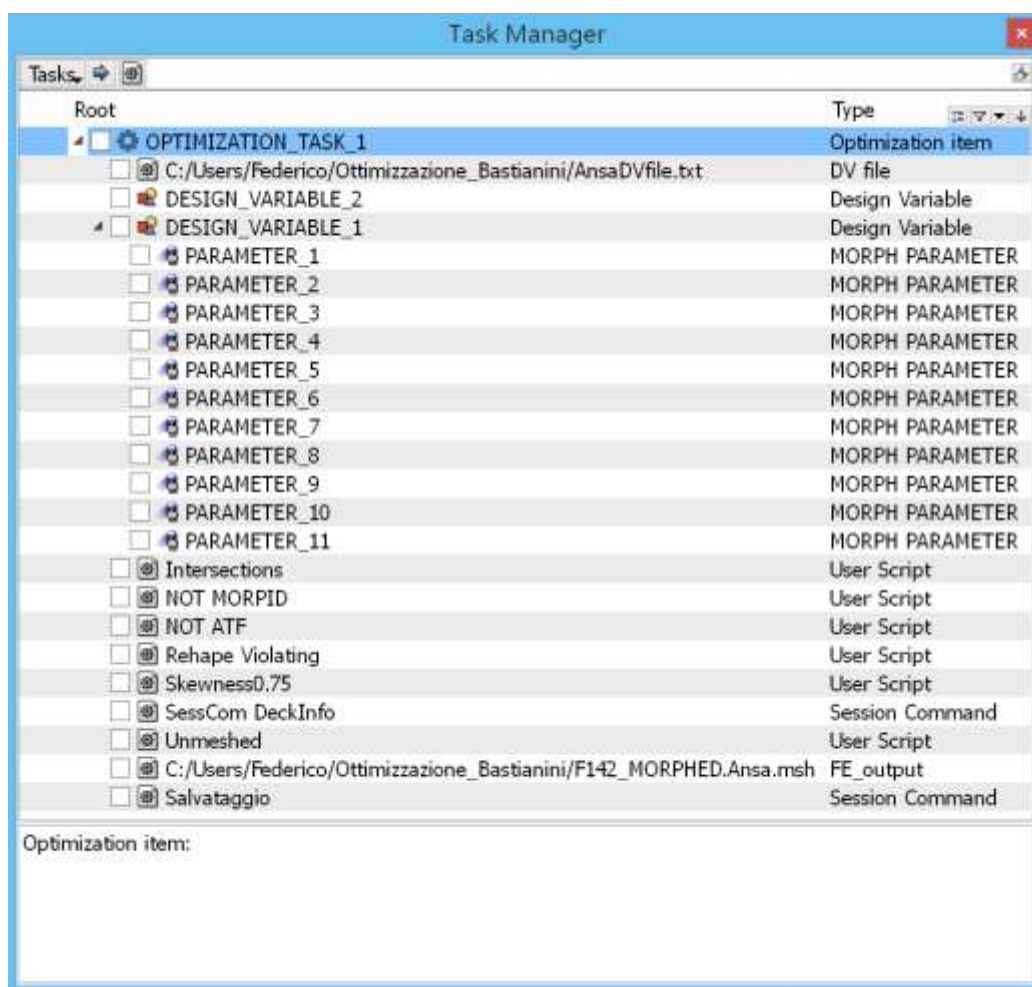 Task Manager
Tasks
Root Type
OPTIMIZATION_TASK_1 Optimization item
C:/Users/Federico/Ottimizzazione_Bastianini/AnsaDVfile.txt DV file
DESIGN_VARIABLE_2 Design Variable
DESIGN_VARIABLE_1 Design Variable
PARAMETER_1 MORPH PARAMETER
PARAMETER_2 MORPH PARAMETER
PARAMETER_3 MORPH PARAMETER
PARAMETER_4 MORPH PARAMETER
PARAMETER_5 MORPH PARAMETER
PARAMETER_6 MORPH PARAMETER
PARAMETER_7 MORPH PARAMETER
PARAMETER_8 MORPH PARAMETER
PARAMETER_9 MORPH PARAMETER
PARAMETER_10 MORPH PARAMETER
PARAMETER_11 MORPH PARAMETER
Intersections User Script
NOT MORPID User Script
NOT ATF User Script
Rehape Violating User Script
Skewness0.75 User Script
SessCom DeckInfo Session Command
Unmeshed User Script
C:/Users/Federico/Ottimizzazione_Bastianini/F142_MORPHED.Ansa.msh FE_output
Salvataggio Session Command
Optimization item: